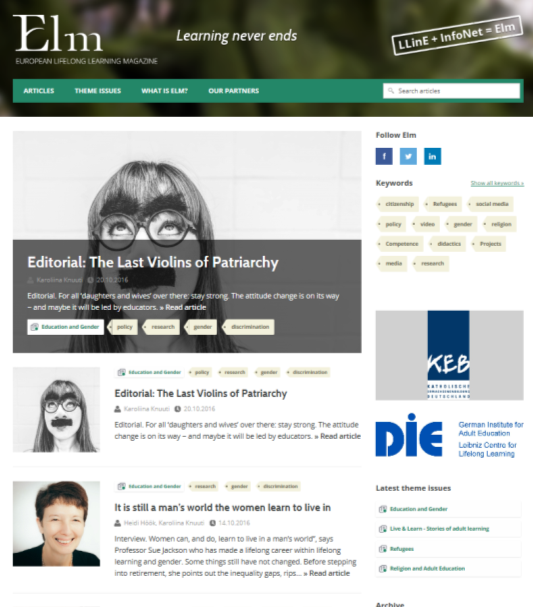 Elm
EUROPEAN LIFELONG LEARNING MAGAZINE
Learning never ends
LLinE + InfoNet = Elm
ARTICLES THEME ISSUES WHAT IS ELM? OUR PARTNERS
Search articles
Editorial: The Last Violins of Patriarchy
Karoliina Knuuti 20.10.2016
Editorial. For all 'daughters and wives' over there: stay strong. The attitude change is on its way
– and maybe it will be led by educators. » Read article
Education and Gender policy research gender discrimination
Education and Gender policy research gender discrimination
Editorial: The Last Violins of Patriarchy
Karoliina Knuuti 20.10.2016
Editorial. For all 'daughters and wives' over there: stay strong. The attitude
change is on its way – and maybe it will be led by educators. » Read article
Education and Gender research gender discrimination
It is still a man's world the women learn to live in
Heidi Höök, Karoliina Knuuti 14.10.2016
Interview. Women can, and do, learn to live in a man's world", says
Professor Sue Jackson who has made a lifelong career within lifelong
learning and gender. Some things still have not changed. Before stepping
into retirement, she points out the inequality gaps, rips... » Read article
Follow Elm
f in
Keywords Show all keywords »
citizenship Refugees social media
policy video gender religion
Competence didactics Projects
media research
KEB
KATHOLISCHE
ERWACHSENENBILDUNG
DEUTSCHLAND
DIE
German Institute for
Adult Education
Leibniz Centre for
Lifelong Learning
Latest theme issues
Education and Gender
Live & Learn - Stories of adult learning
Refugees
Religion and Adult Education
Archive